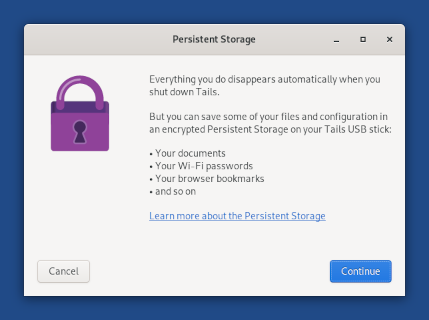 Persistent Storage
Everything you do disappears automatically when you
shut down Tails.
But you can save some of your files and configuration in
an encrypted Persistent Storage on your Tails USB stick:
• Your documents
• Your Wi-Fi passwords
• Your browser bookmarks
• and so on
Learn more about the Persistent Storage
Cancel
Continue